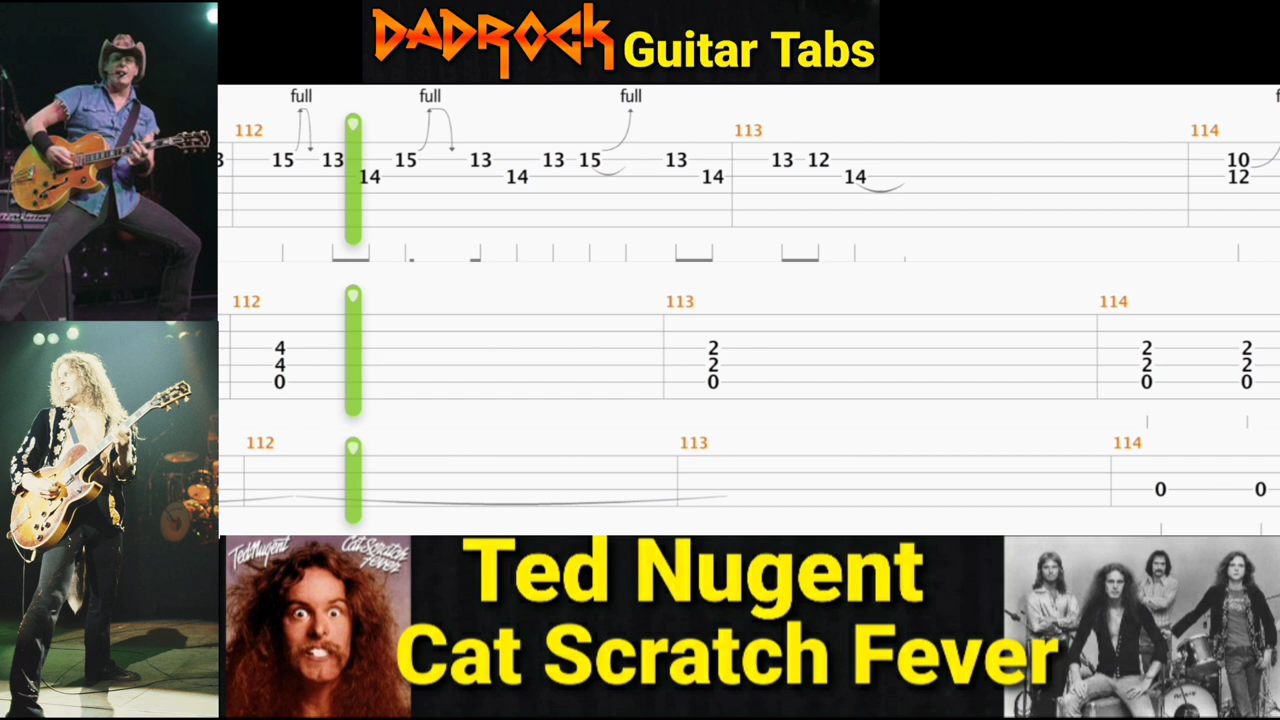 DADROCK Guitar Tabs
full full full f
112 113 114
3 15 13 15 13 13 15 13 13 12 10
14 14 14 14 12
112 113 114
4 2 2 2
4 2 2 2
0 0 0 0
112 113 114
0 0
Ted Nugent Cat Scratch Fever
Ted Nugent
Cat Scratch Fever